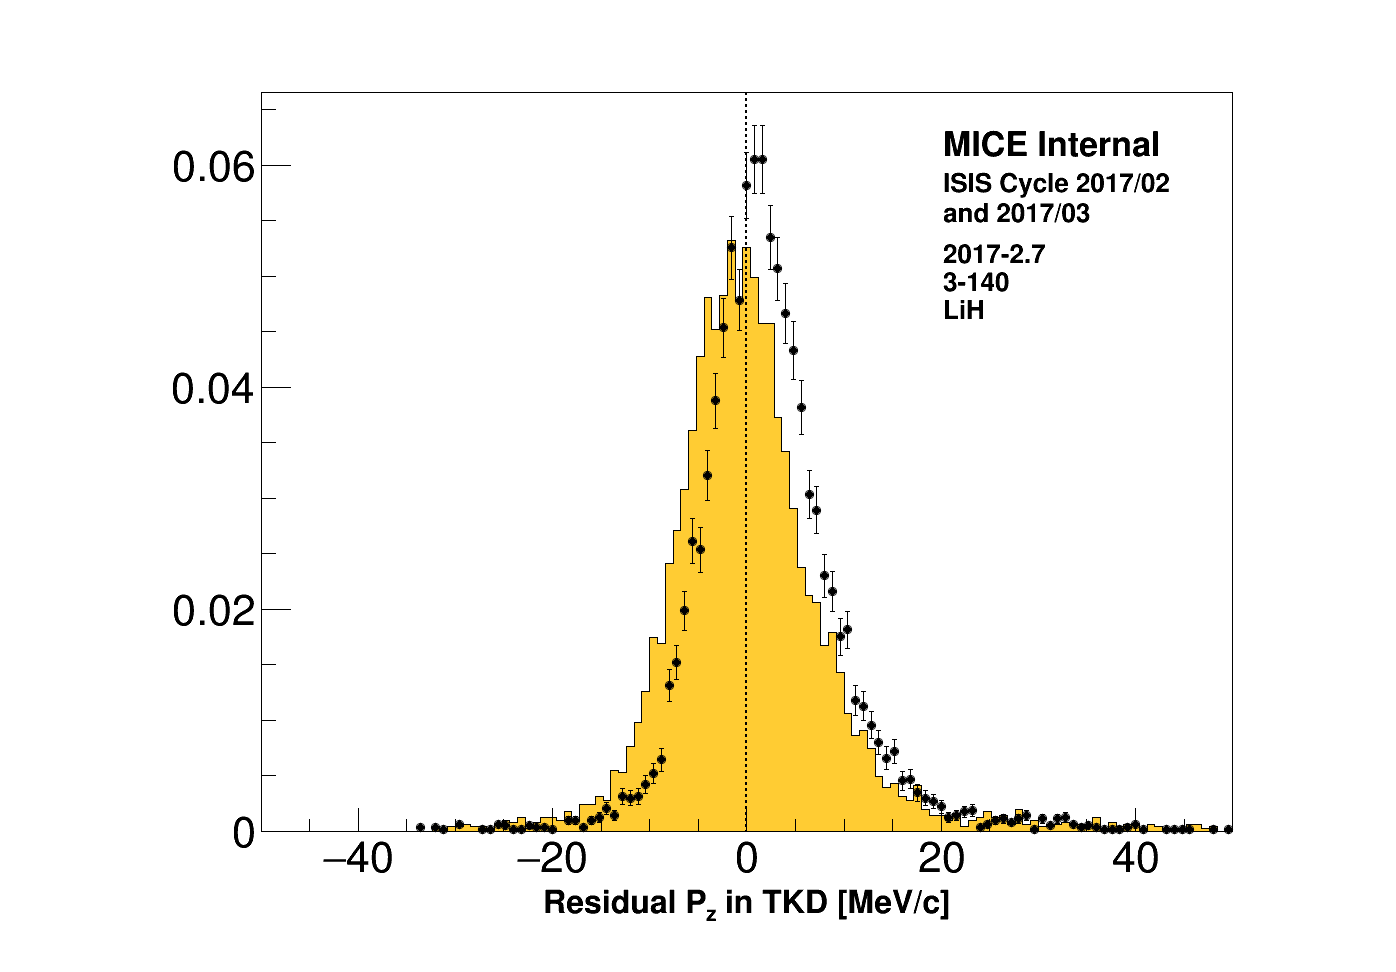 MICE Internal
ISIS Cycle 2017/02
and 2017/03
2017-2.7
3-140
LiH
0.06
0.04
0.02
0
−40 −20 0 20 40
Residual Pz in TKD [MeV/c]